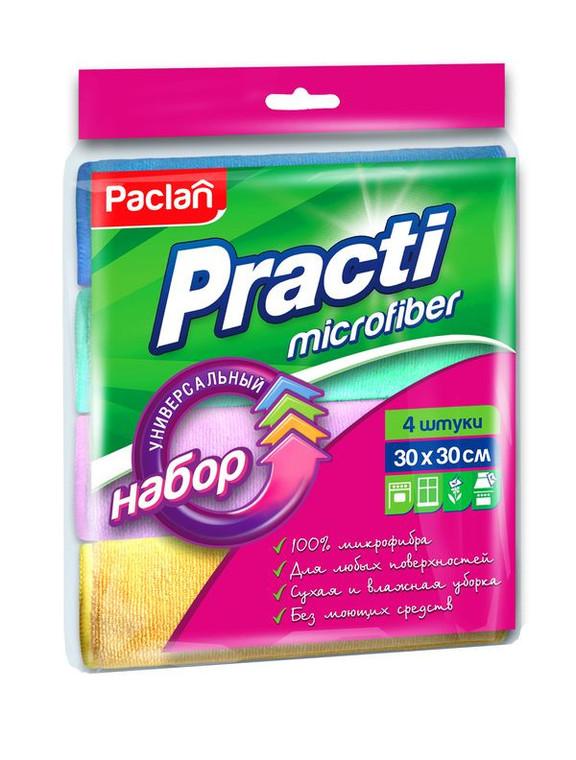 Paclan
Practi
microfiber
УНИВЕРСАЛЬНЫЙ
набор
4 штуки
30 x 30 см
100% микрофибра
Для любых поверхностей
Сухая и влажная уборка
Без моющих средств